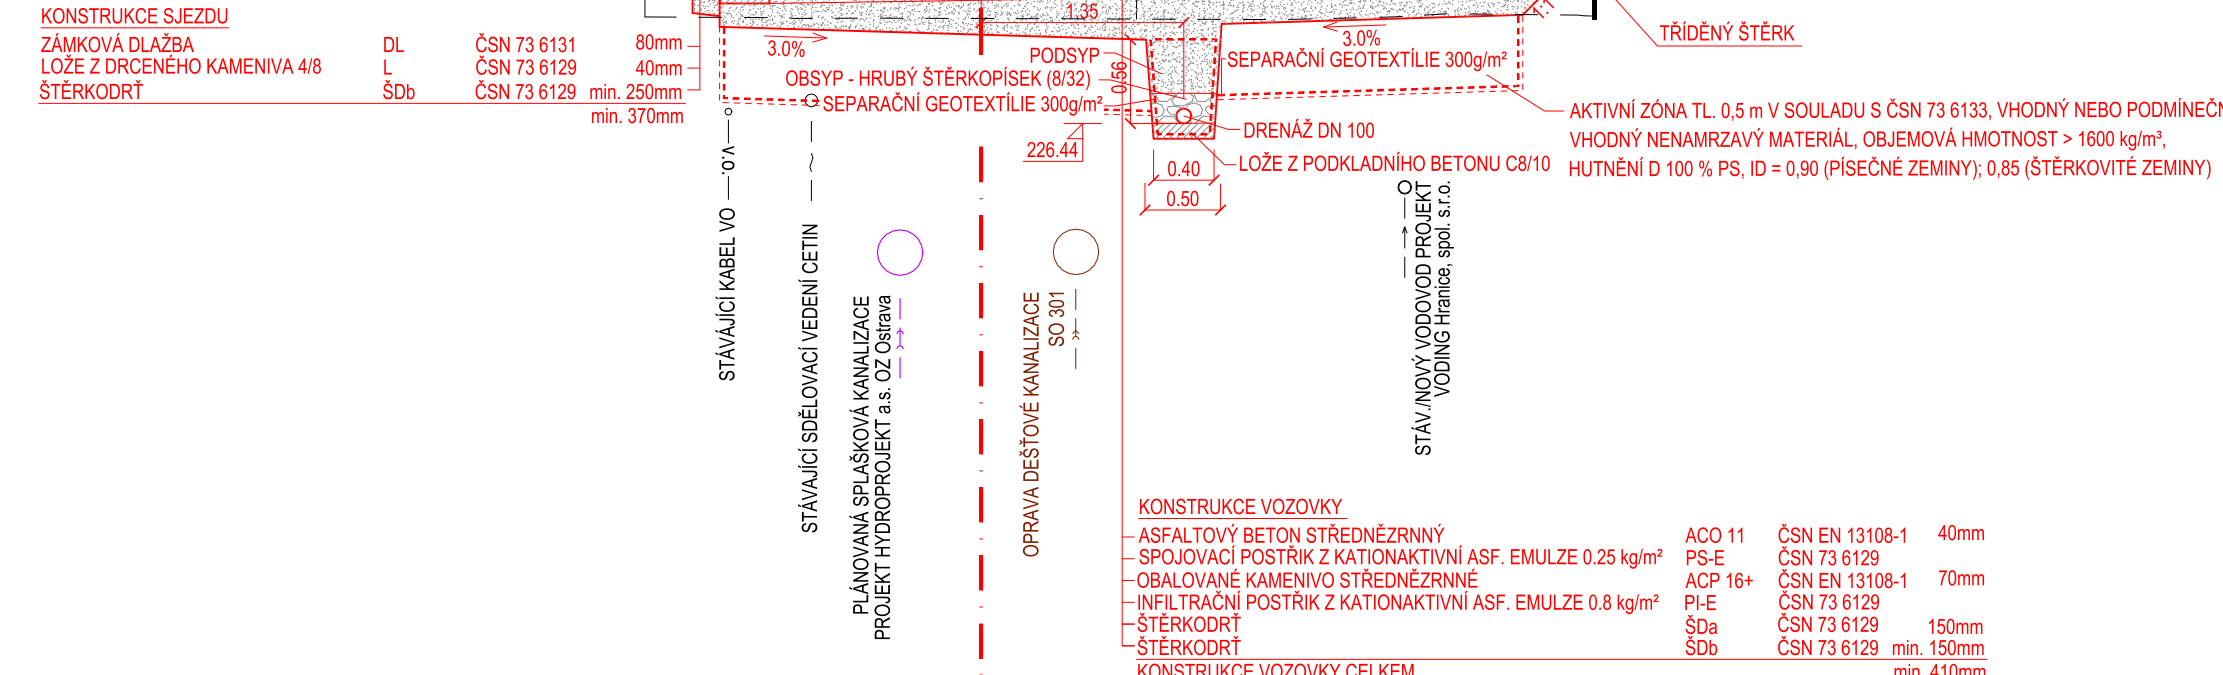 KONSTRUKCE SJEZDU
ZÁMKOVÁ DLAŽBA DL ČSN 73 6131 80mm
LOŽE Z DRCENÉHO KAMENIVA 4/8 L ČSN 73 6129 40mm
ŠTĚRKODRŤ ŠDb ČSN 73 6129 min. 250mm
min. 370mm
1.35
1:1
TŘÍDĚNÝ ŠTĚRK
3.0%
3.0%
PODSYP
OBSYP - HRUBÝ ŠTĚRKOPÍSEK (8/32)
SEPARAČNÍ GEOTEXTÍLIE 300g/m²
0.56
SEPARAČNÍ GEOTEXTÍLIE 300g/m²
DRENÁŽ DN 100
LOŽE Z PODKLADNÍHO BETONU C8/10
226.44
0.40
0.50
AKTIVNÍ ZÓNA TL. 0,5 m V SOULADU S ČSN 73 6133, VHODNÝ NEBO PODMÍNEČN
VHODNÝ NENAMRZAVÝ MATERIÁL, OBJEMOVÁ HMOTNOST > 1600 kg/m³,
HUTNĚNÍ D 100 % PS, ID = 0,90 (PÍSEČNÉ ZEMINY); 0,85 (ŠTĚRKOVITÉ ZEMINY)
v.o.
STÁVÁJÍCÍ KABEL VO
STÁVAJÍCÍ SDĚLOVACÍ VEDENÍ CETIN
PLÁNOVANÁ SPLAŠKOVÁ KANALIZACE
PROJEKT HYDROPROJEKT a.s. OZ Ostrava
OPRAVA DEŠŤOVÉ KANALIZACE
SO 301
STÁV./NOVÝ VODOVOD PROJEKT
VODING Hranice, spol. s.r.o.
KONSTRUKCE VOZOVKY
ASFALTOVÝ BETON STŘEDNĚZRNNÝ ACO 11 ČSN EN 13108-1 40mm
SPOJOVACÍ POSTŘIK Z KATIONAKTIVNÍ ASF. EMULZE 0.25 kg/m² PS-E ČSN 73 6129
OBALOVANÉ KAMENIVO STŘEDNĚZRNNÉ ACP 16+ ČSN EN 13108-1 70mm
INFILTRAČNÍ POSTŘIK Z KATIONAKTIVNÍ ASF. EMULZE 0.8 kg/m² PI-E ČSN 73 6129
ŠTĚRKODRŤ ŠDa ČSN 73 6129 150mm
ŠTĚRKODRŤ ŠDb ČSN 73 6129 min. 150mm
KONSTRUKCE VOZOVKY CELKEM min. 410mm